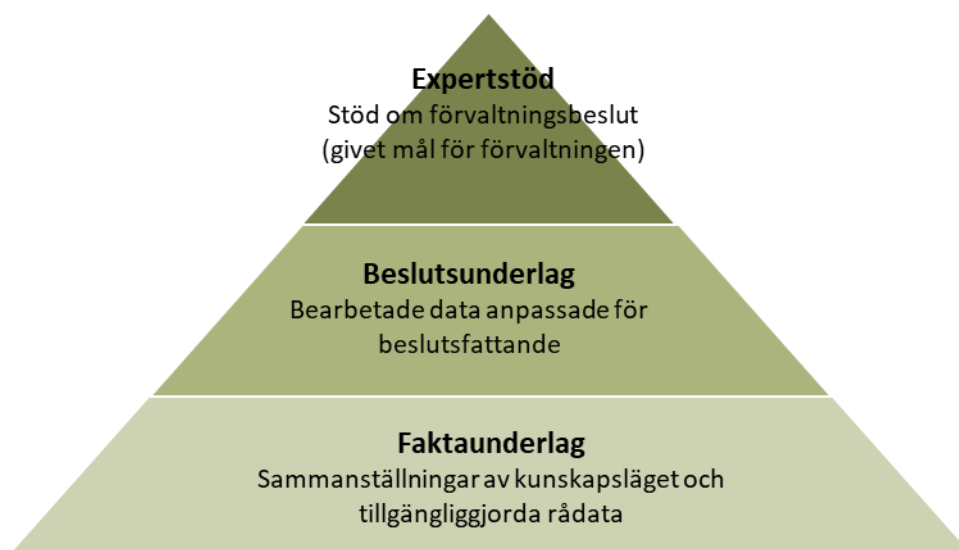 Expertstöd
Stöd om förvaltningsbeslut
(givet mål för förvaltningen)
Beslutsunderlag
Bearbetade data anpassade för
beslutsfattande
Faktaunderlag
Sammanställningar av kunskapsläget och
tillgängliggjorda rådata